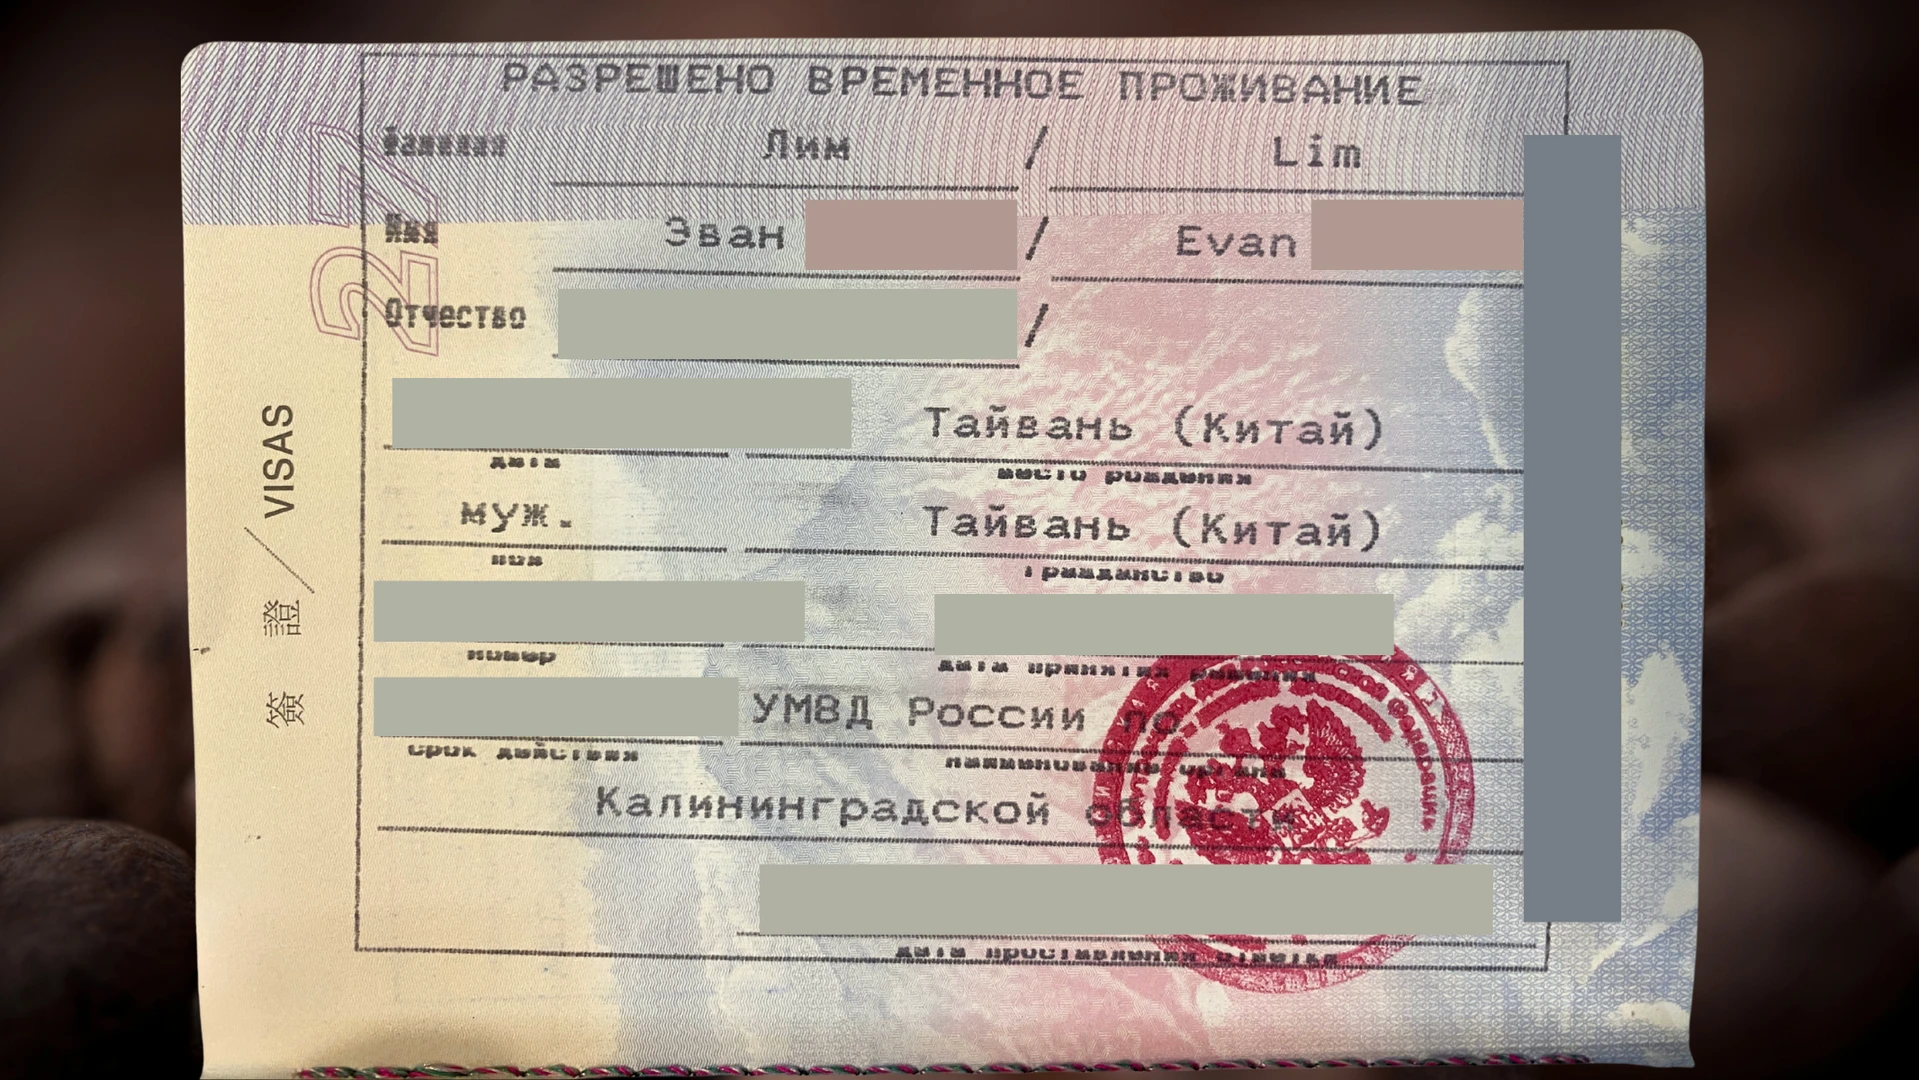 РАЗРЕШЕНО ВРЕМЕННОЕ ПРОЖИВАНИЕ
Фамилия Лим / Lim
Имя Эван / Evan
Отчество /
Тайвань (Китай)
дата место рождения
муж. Тайвань (Китай)
пол гражданство
номер дата принятия решения
УМВД России по
срок действия наименование органа
Калининградской области
дата проставления отметки
27
簽 證 / VISAS